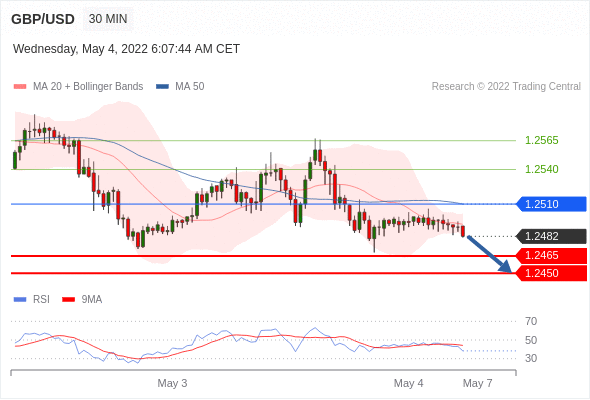 GBP/USD 30 MIN
Wednesday, May 4, 2022 6:07:44 AM CET
MA 20 + Bollinger Bands MA 50 Research © 2022 Trading Central
1.2565
1.2540
1.2510
1.2482
1.2465
1.2450
RSI 9MA
70
50
30
May 3 May 4 May 7